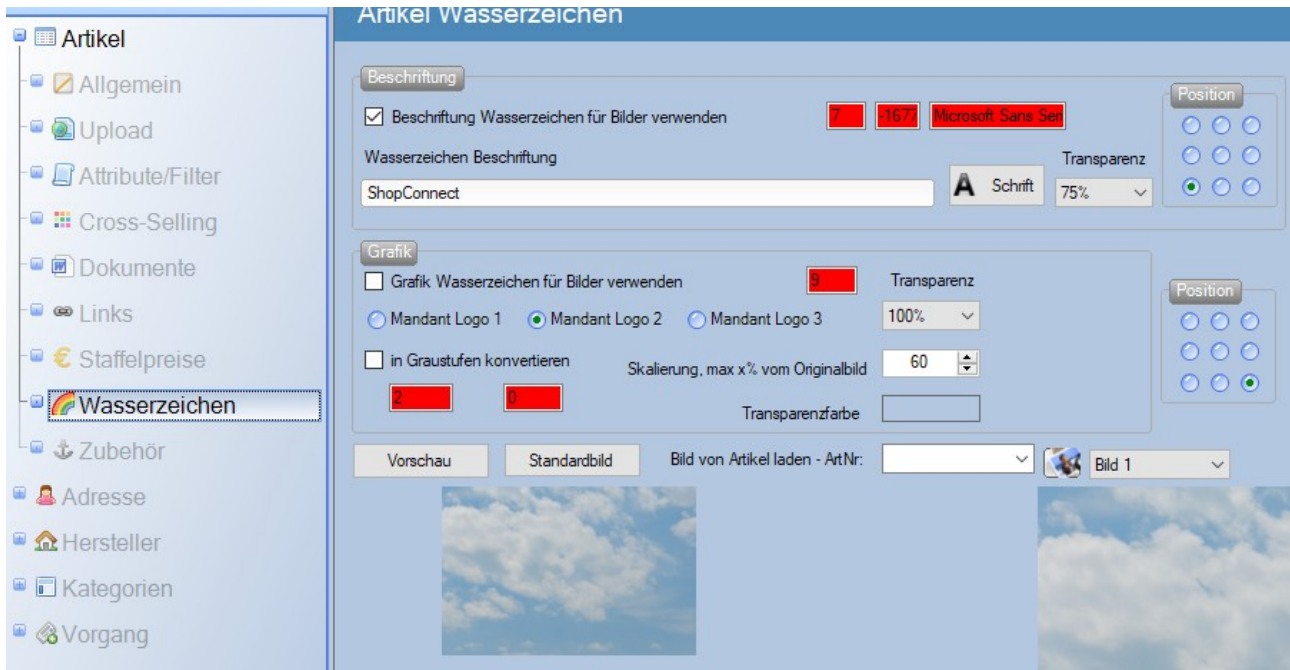 Artikel
Allgemein
Upload
Attribute/Filter
Cross-Selling
Dokumente
Links
Staffelpreise
Wasserzeichen
Zubehör
Adresse
Hersteller
Kategorien
Vorgang
Artikel Wasserzeichen
Beschriftung
Beschriftung Wasserzeichen für Bilder verwenden
7
-1677
Microsoft Sans Ser
Position
Wasserzeichen Beschriftung
Transparenz
ShopConnect
A Schrift
75%
Grafik
Grafik Wasserzeichen für Bilder verwenden
9
Transparenz
Position
Mandant Logo 1
Mandant Logo 2
Mandant Logo 3
100%
in Graustufen konvertieren
Skalierung, max x% vom Originalbild
60
2
0
Transparenzfarbe
Vorschau
Standardbild
Bild von Artikel laden - ArtNr:
Bild 1